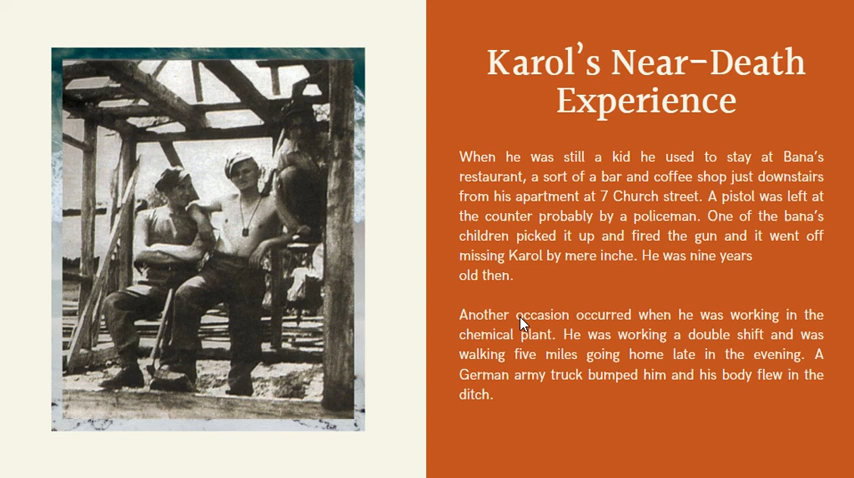 Karol's Near-Death
Experience
When he was still a kid he used to stay at Bana's
restaurant, a sort of a bar and coffee shop just downstairs
from his apartment at 7 Church street. A pistol was left at
the counter probably by a policeman. One of the bana's
children picked it up and fired the gun and it went off
missing Karol by mere inche. He was nine years
old then.
Another occasion occurred when he was working in the
chemical plant. He was working a double shift and was
walking five miles going home late in the evening. A
German army truck bumped him and his body flew in the
ditch.